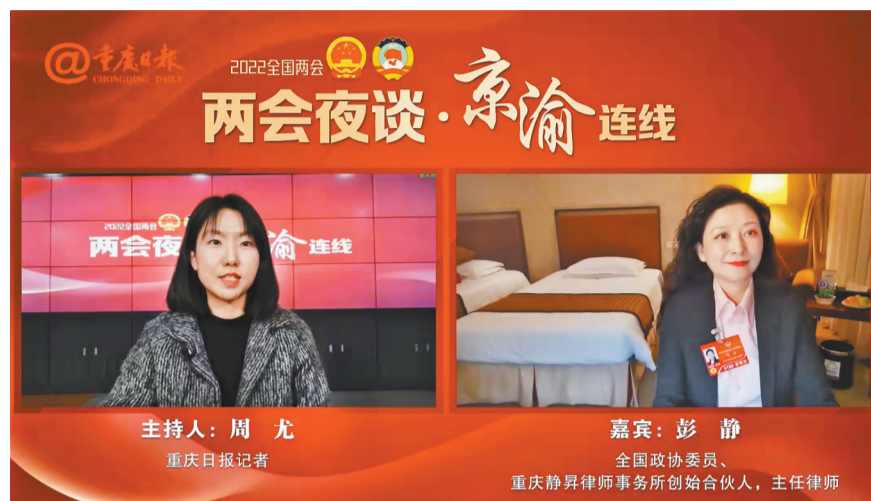 @重庆日报
CHONGQING DAILY
2022全国两会
两会夜谈·京渝连线
2022全国两会
两会夜 渝连线
主持人：周 尤
重庆日报记者
嘉宾：彭 静
全国政协委员、
重庆静昇律师事务所创始合伙人，主任律师